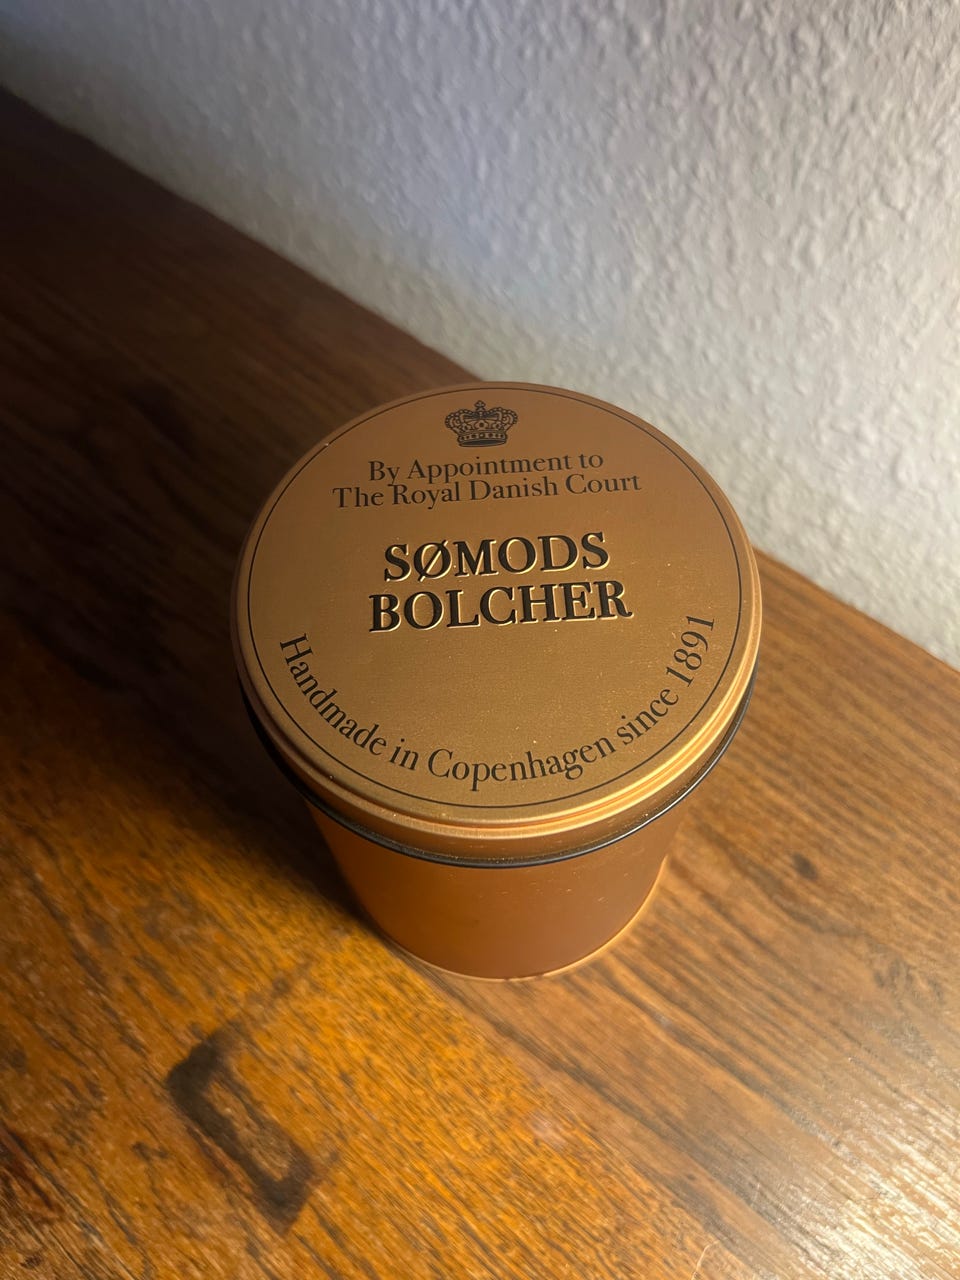 By Appointment to
The Royal Danish Court
SØMODS
BOLCHER
Handmade in Copenhagen since 1891